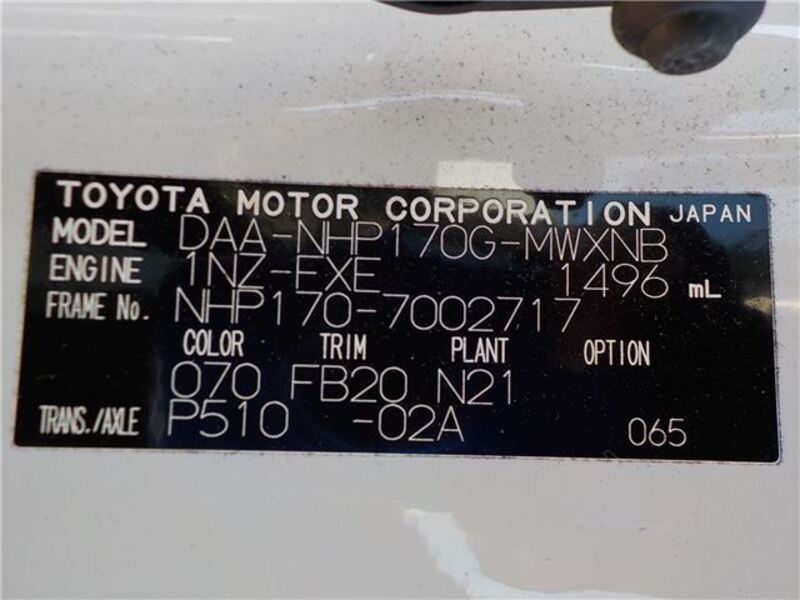 TOYOTA MOTOR CORPORATION JAPAN
MODEL DAA-NHP170G-MWXNB
ENGINE 1NZ-FXE 1496 mL
FRAME No. NHP170-7002717
COLOR TRIM PLANT OPTION
070 FB20 N21
TRANS./AXLE P510 -02A 065